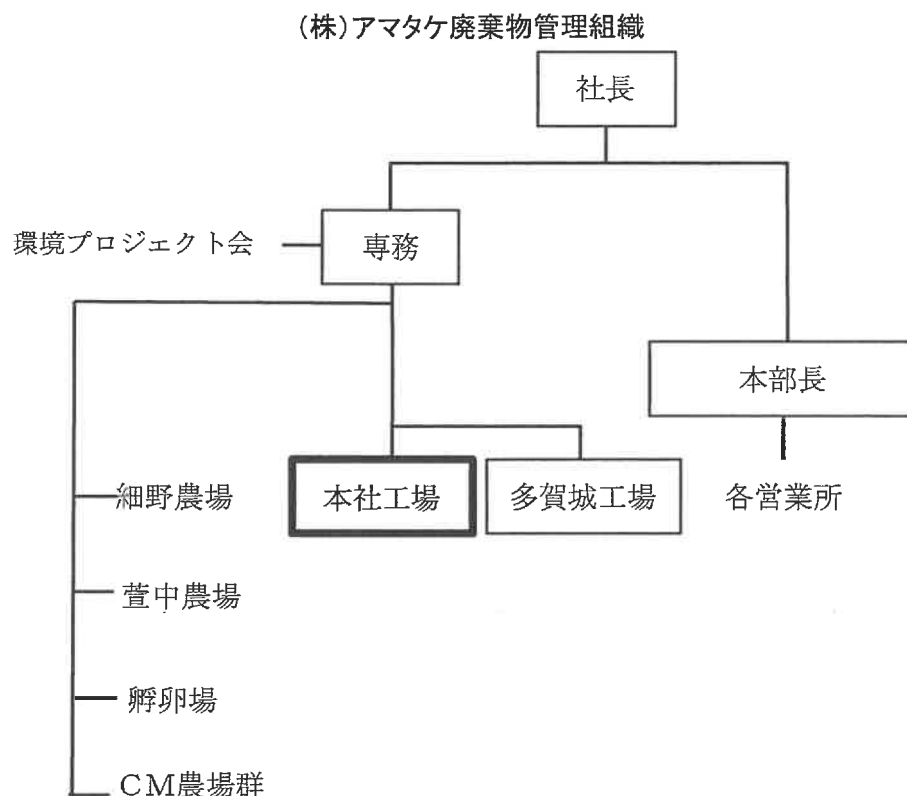 (株)アマタケ廃棄物管理組織
社長
環境プロジェクト会
専務
本部長
細野農場
本社工場
多賀城工場
各営業所
萱中農場
孵卵場
CM農場群